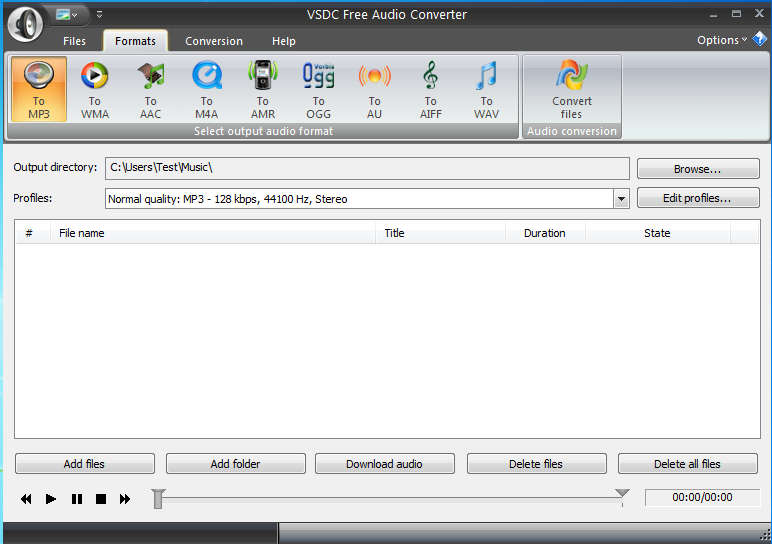 VSDC Free Audio Converter
Files Formats Conversion Help Options
To MP3
To WMA
To AAC
To M4A
To AMR
Vorbis Ogg
To OGG
To AU
To AIFF
To WAV
Convert files
Select output audio format
Audio conversion
Output directory: C:\Users\Test\Music\ Browse...
Profiles: Normal quality: MP3 - 128 kbps, 44100 Hz, Stereo Edit profiles...
# File name Title Duration State
Add files Add folder Download audio Delete files Delete all files
00:00/00:00